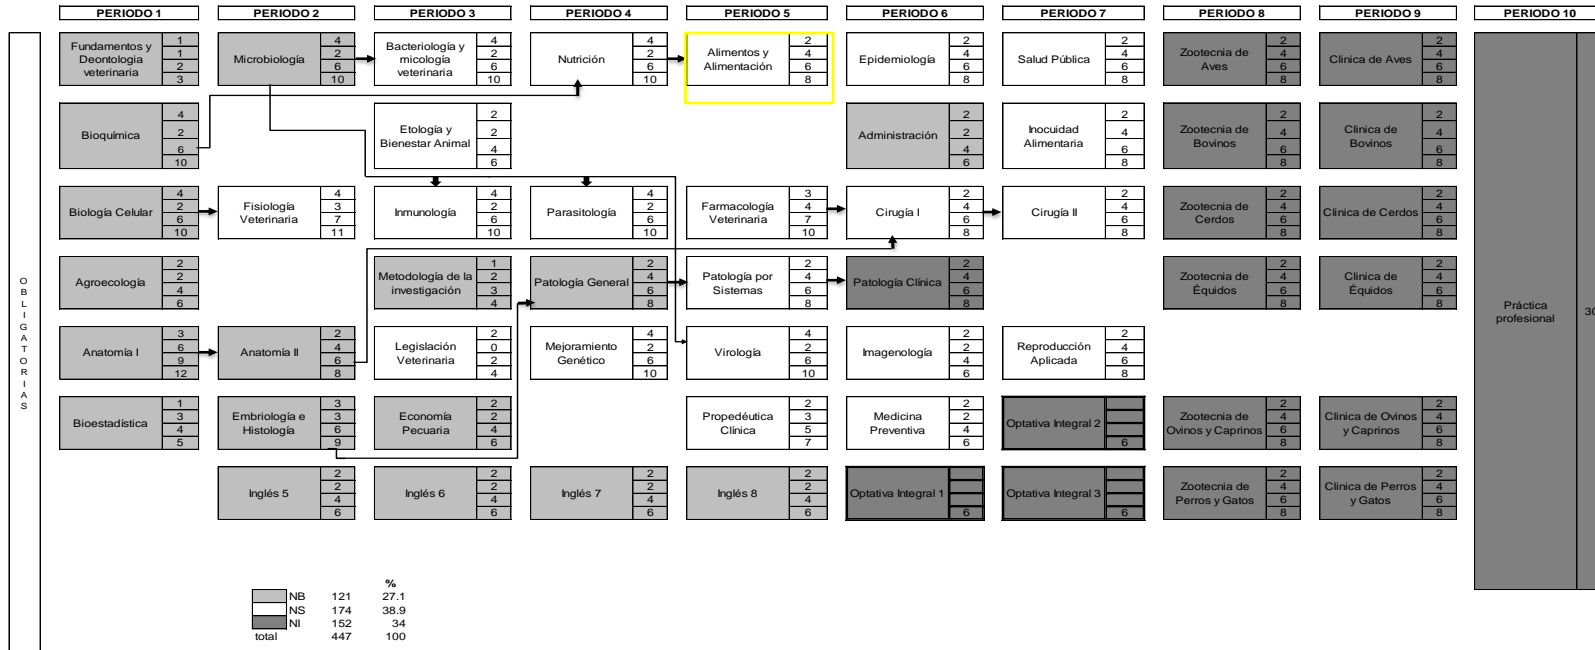 PERIODO 1 PERIODO 2 PERIODO 3 PERIODO 4 PERIODO 5 PERIODO 6 PERIODO 7 PERIODO 8 PERIODO 9 PERIODO 10
OBLIGATORIAS
Fundamentos y
Deontologia
veterinaria
1
1
2
3
Microbiología
4
2
6
10
Bacteriología y
micología
veterinaria
4
2
6
10
Nutrición
4
2
6
10
Alimentos y
Alimentación
2
4
6
8
Epidemiología
2
4
6
8
Salud Pública
2
4
6
8
Zootecnia de
Aves
2
4
6
8
Clinica de Aves
2
4
6
8
Bioquímica
4
2
6
10
Etología y
Bienestar Animal
2
2
4
6
Administración
2
2
4
6
Inocuidad
Alimentaria
2
4
6
8
Zootecnia de
Bovinos
2
4
6
8
Clinica de
Bovinos
2
4
6
8
Biología Celular
4
2
6
10
Fisiología
Veterinaria
4
3
7
11
Inmunología
4
2
6
10
Parasitología
4
2
6
10
Farmacología
Veterinaria
3
4
7
10
Cirugía I
2
4
6
8
Cirugía II
2
4
6
8
Zootecnia de
Cerdos
2
4
6
8
Clinica de Cerdos
2
4
6
8
Agroecología
2
2
4
6
Metodología de la
investigación
1
2
3
4
Patología General
2
4
6
8
Patología por
Sistemas
2
4
6
8
Patología Clínica
2
4
6
8
Zootecnia de
Équidos
2
4
6
8
Clinica de
Équidos
2
4
6
8
Práctica
profesional
30
Anatomía I
3
6
9
12
Anatomía II
2
4
6
8
Legislación
Veterinaria
2
0
2
4
Mejoramiento
Genético
4
2
6
10
Virología
4
2
6
10
Imagenología
2
2
4
6
Reproducción
Aplicada
2
4
6
8
Bioestadística
1
3
4
5
Embriología e
Histología
3
3
6
9
Economía
Pecuaria
2
2
4
6
Propedéutica
Clínica
2
3
5
7
Medicina
Preventiva
2
2
4
6
Optativa Integral 2
6
Zootecnia de
Ovinos y Caprinos
2
4
6
8
Clinica de Ovinos
y Caprinos
2
4
6
8
Inglés 5
2
2
4
6
Inglés 6
2
2
4
6
Inglés 7
2
2
4
6
Inglés 8
2
2
4
6
Optativa Integral 1
6
Optativa Integral 3
6
Zootecnia de
Perros y Gatos
2
4
6
8
Clinica de Perros
y Gatos
2
4
6
8
%
NB 121 27.1
NS 174 38.9
NI 152 34
total 447 100